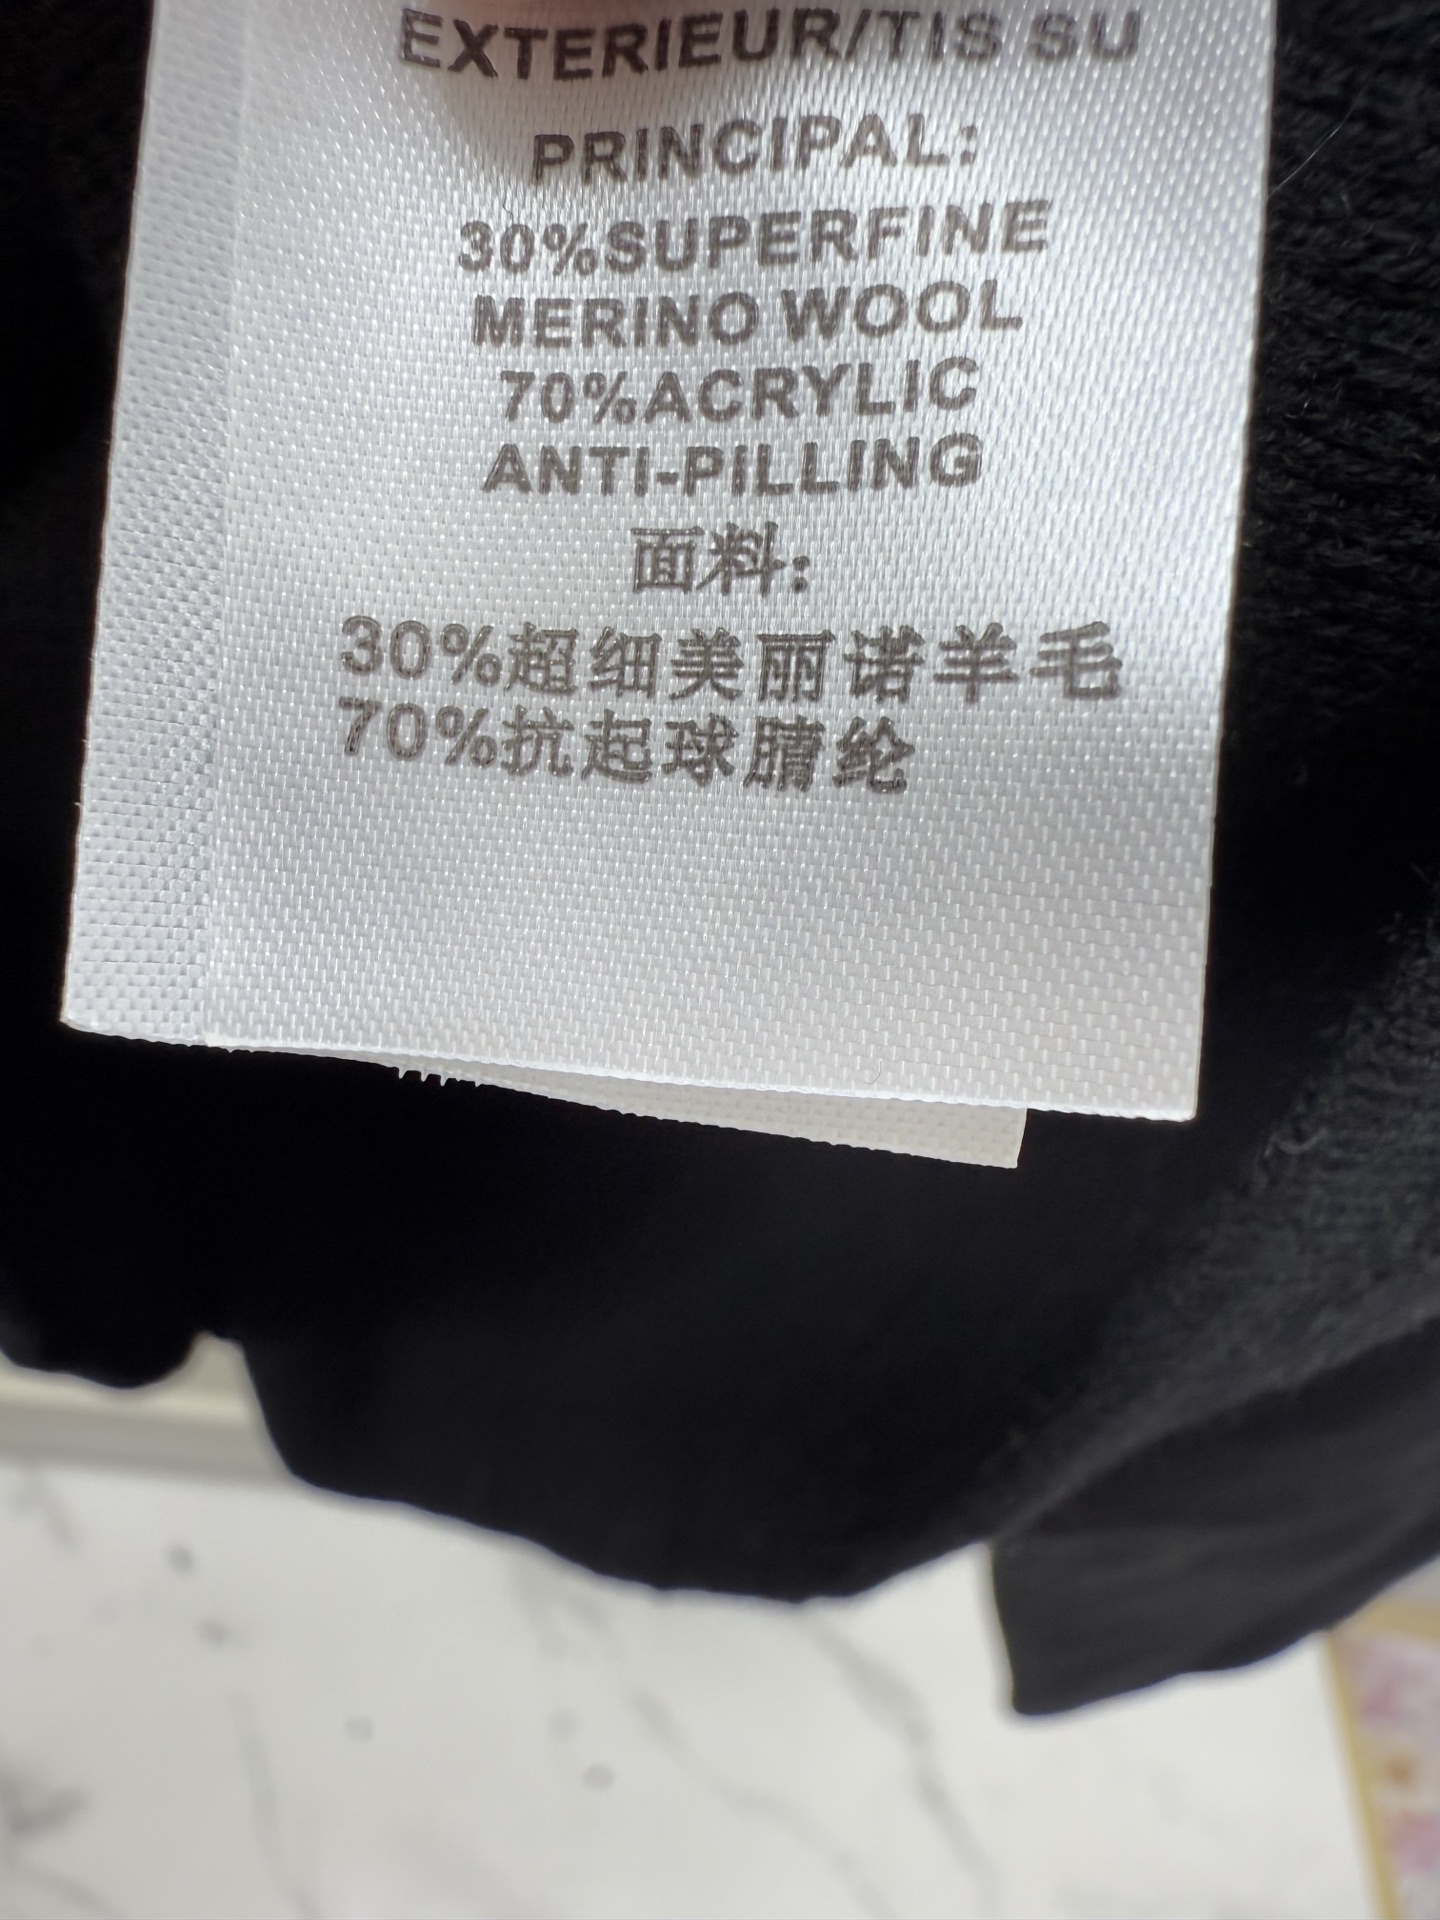 EXTERIEUR/TIS SU
PRINCIPAL:
30%SUPERFINE
MERINO WOOL
70%ACRYLIC
ANTI-PILLING
面料:
30%超细美丽诺羊毛
70%抗起球腈纶